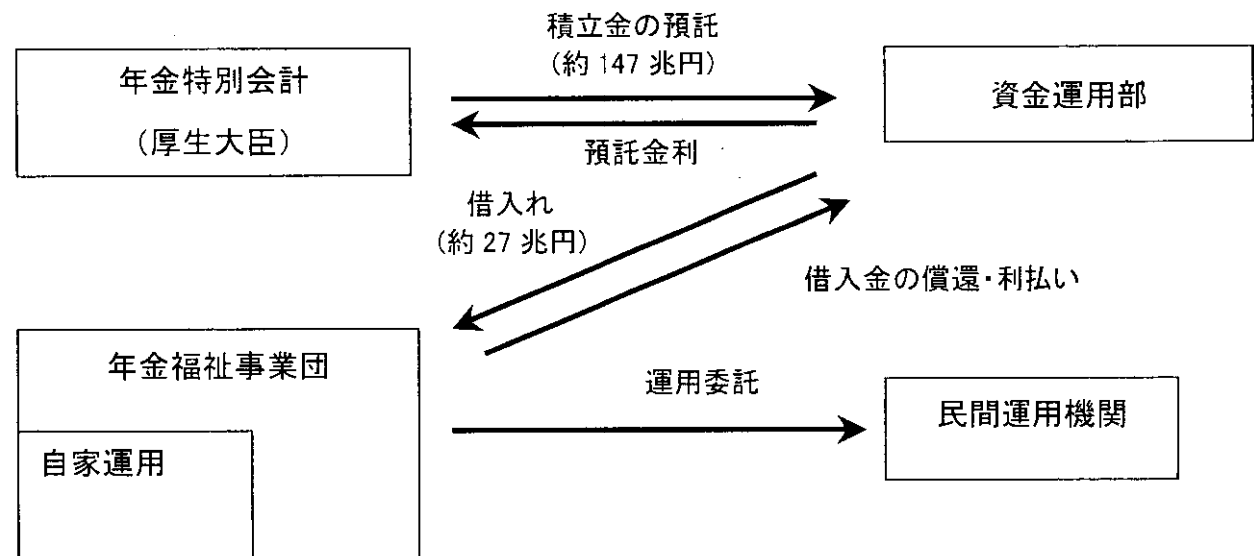 積立金の預託
(約 147 兆円)
年金特別会計
(厚生大臣)
資金運用部
預託金利
借入れ
(約 27 兆円)
借入金の償還・利払い
年金福祉事業団
運用委託
民間運用機関
自家運用